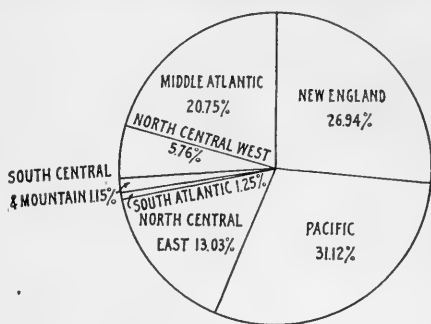 MIDDLE ATLANTIC
20.75%
NEW ENGLAND
26.94%
NORTH CENTRAL WEST
5.76%
SOUTH CENTRAL
& MOUNTAIN 1.15%
SOUTH ATLANTIC 1.25%
NORTH CENTRAL
EAST 13.03%
PACIFIC
31.12%